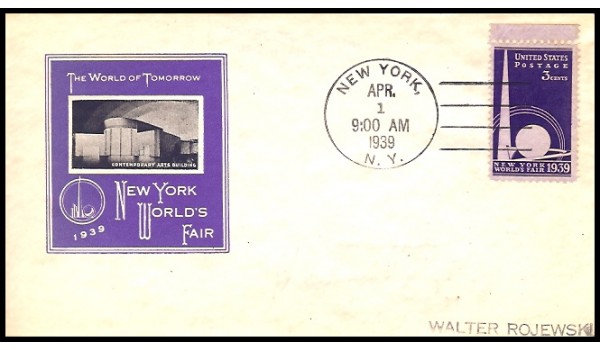 THE WORLD OF TOMORROW
CONTEMPORARY ARTS BUILDING
NEW YORK
WORLD'S
FAIR
1939
NEW YORK,
APR.
1
9:00 AM
1939
N. Y.
UNITED STATES
POSTAGE
3 CENTS
NEW YORK
WORLD'S FAIR 1939
WALTER ROJEWSKI